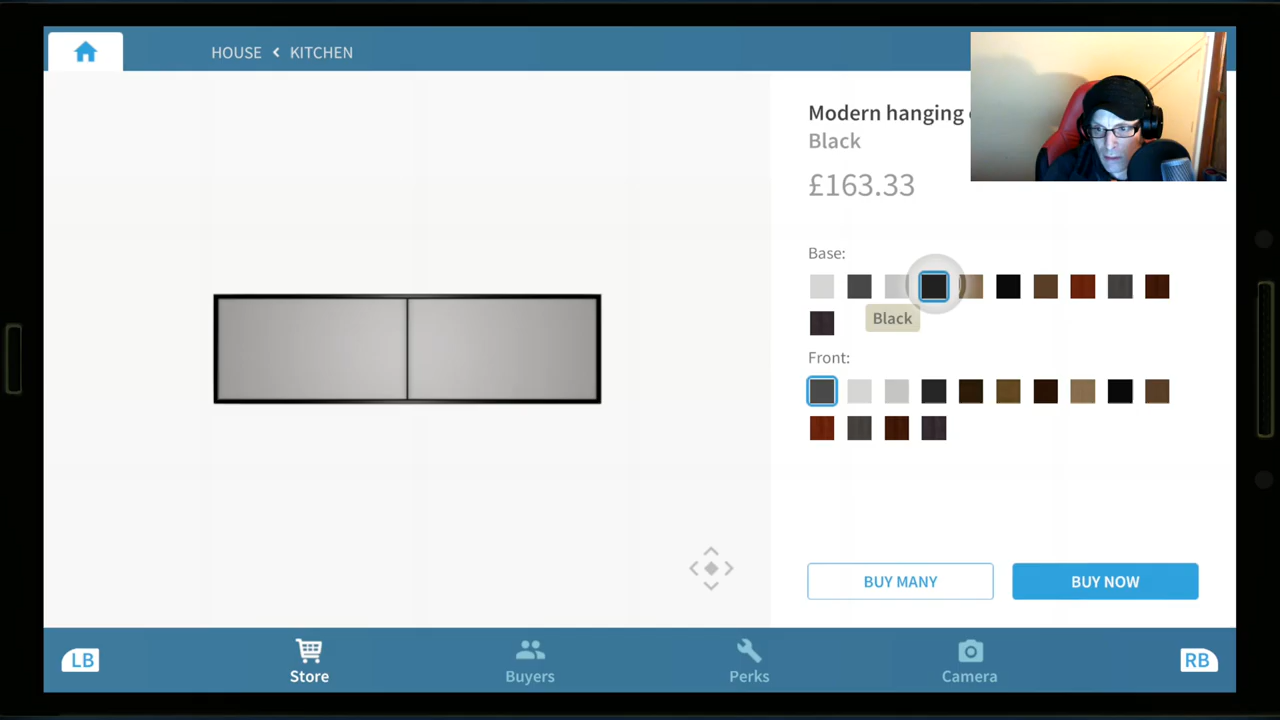 HOUSE < KITCHEN
Modern hanging
Black
£163.33
Base:
Black
Front:
BUY MANY
BUY NOW
LB
Store
Buyers
Perks
Camera
RB